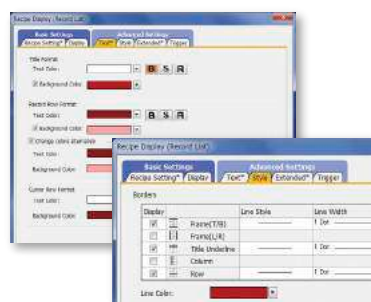 Recipe Display (Record List)
Basic Settings Advanced Settings
Recipe Setting* Display Text* Style Extended* Trigger
Title Format
Text Color:
B S A
Background Color:
Record Row Format
Text Color:
B S A
Background Color:
Change colors alternately
Text Color:
Background Color:
Cursor Row Format
Text Color:
Background Color:
Recipe Display (Record List)
Basic Settings Advanced Settings
Recipe Setting* Display Text* Style Extended* Trigger
Borders
Display Line Style Line Width
Frame(T/B) 1 Dot
Frame(L/R)
Title Underline 1 Dot
Column
Row 1 Dot
Line Color: